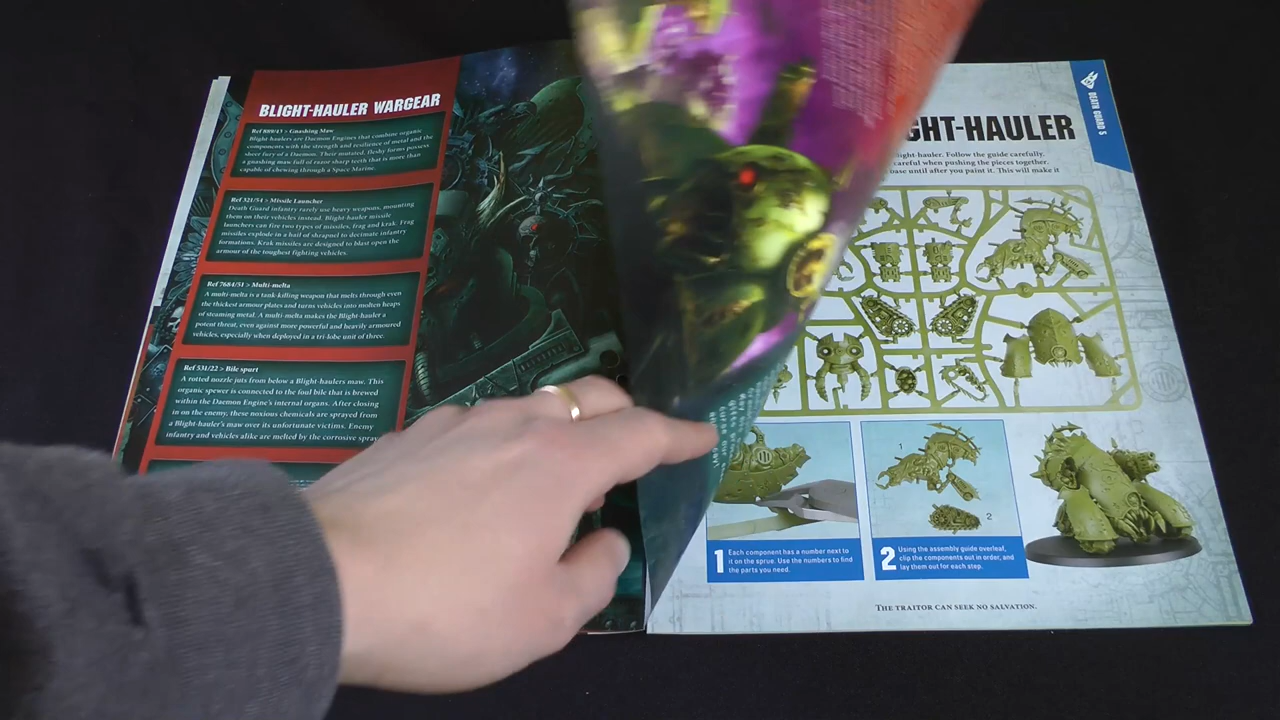 BLIGHT-HAULER WARGEAR
Ref 889/43 > Gnashing Maw
Blight-haulers are Daemon Engines that combine organic
components with the strength and resilience of metal and the
sheer fury of a Daemon. Their mutated, fleshy forms possess
a gnashing maw full of razor-sharp teeth that is more than
capable of chewing through a Space Marine.
Ref 321/54 > Missile Launcher
Death Guard infantry rarely use heavy weapons, mounting
them on their vehicles instead. Blight-hauler missile
launchers can fire two types of missiles, frag and krak. Frag
missiles explode in a hail of shrapnel to decimate infantry
formations. Krak missiles are designed to blast open the
armour of the toughest fighting vehicles.
Ref 7684/51 > Multi-melta
A multi-melta is a tank-killing weapon that melts through even
the thickest armour plates and turns vehicles into molten heaps
of steaming metal. A multi-melta makes the Blight-hauler a
potent threat, even against more powerful and heavily armoured
vehicles, especially when deployed in a tri-lobe unit of three.
Ref 531/22 > Bile spurt
A rotted nozzle juts from below a Blight-haulers maw. This
organic spewer is connected to the foul bile that is brewed
within the Daemon Engine's internal organs. After closing
in on the enemy, these noxious chemicals are sprayed from
a Blight-hauler's maw over its unfortunate victims. Enemy
infantry and vehicles alike are melted by the corrosive spray
DEATH GUARD 5
GHT-HAULER
light-hauler. Follow the guide carefully.
careful when pushing the pieces together.
base until after you paint it. This will make it
1
2
1 Each component has a number next to
it on the sprue. Use the numbers to find
the parts you need.
2 Using the assembly guide overleaf,
clip the components out in order, and
lay them out for each step.
THE TRAITOR CAN SEEK NO SALVATION.